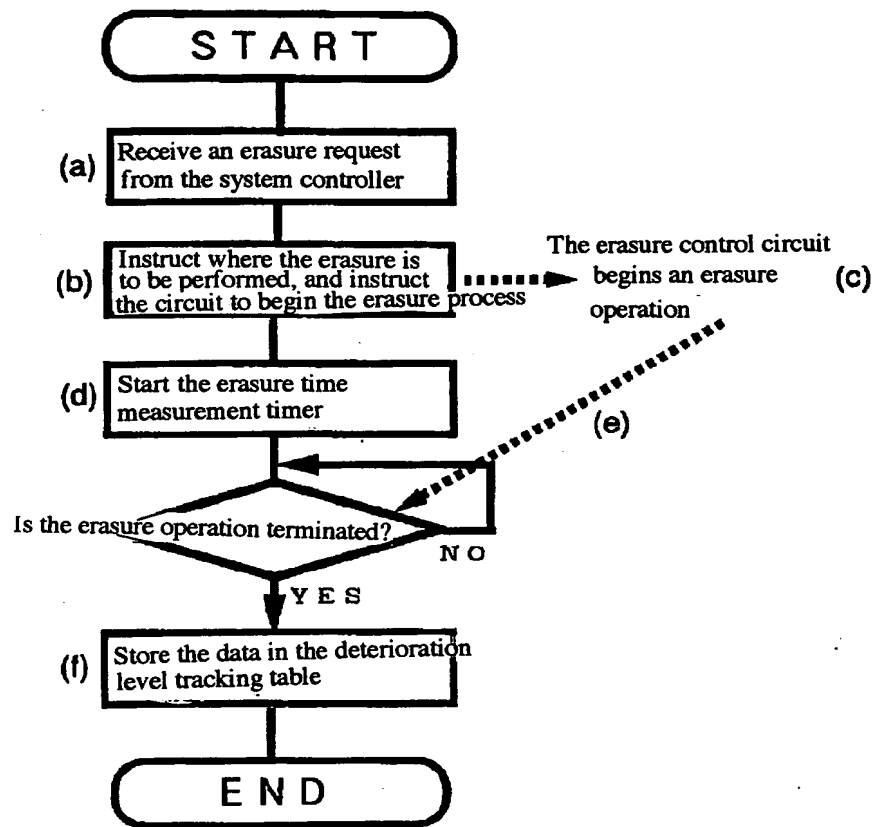 START
(a)
Receive an erasure request
from the system controller
(b)
Instruct where the erasure is
to be performed, and instruct
the circuit to begin the erasure process
The erasure control circuit
begins an erasure
operation
(c)
(d)
Start the erasure time
measurement timer
(e)
Is the erasure operation terminated?
NO
YES
(f)
Store the data in the deterioration
level tracking table
END